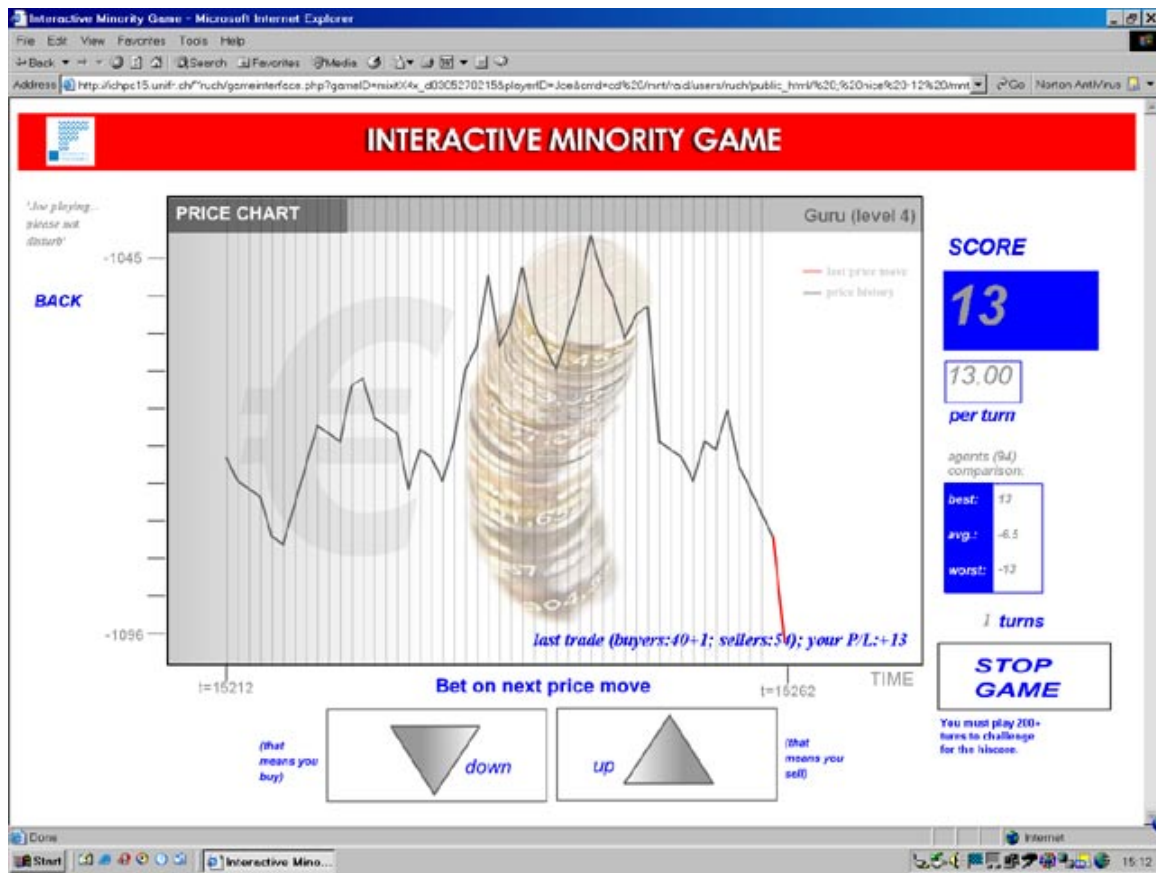 Interactive Minority Game - Microsoft Internet Explorer
File Edit View Favorites Tools Help
Back Search Favorites Media
Address Go Norton AntiVirus
INTERACTIVE MINORITY GAME
'Joe playing...
please not
disturb'
BACK
PRICE CHART
Guru (level 4)
last price move
price history
-1045
-1096
last trade (buyers:40+1; sellers:54); your P/L:+13
t=15212
t=15262
TIME
Bet on next price move
(that
means you
buy)
down
up
(that
means you
sell)
SCORE
13
13.00
per turn
agents (94)
comparison:
best: 13
avg.: -6.5
worst: -13
1 turns
STOP
GAME
You must play 200+
turns to challenge
for the hiscore.
Done
Internet
Start
Interactive Mino...
15:12